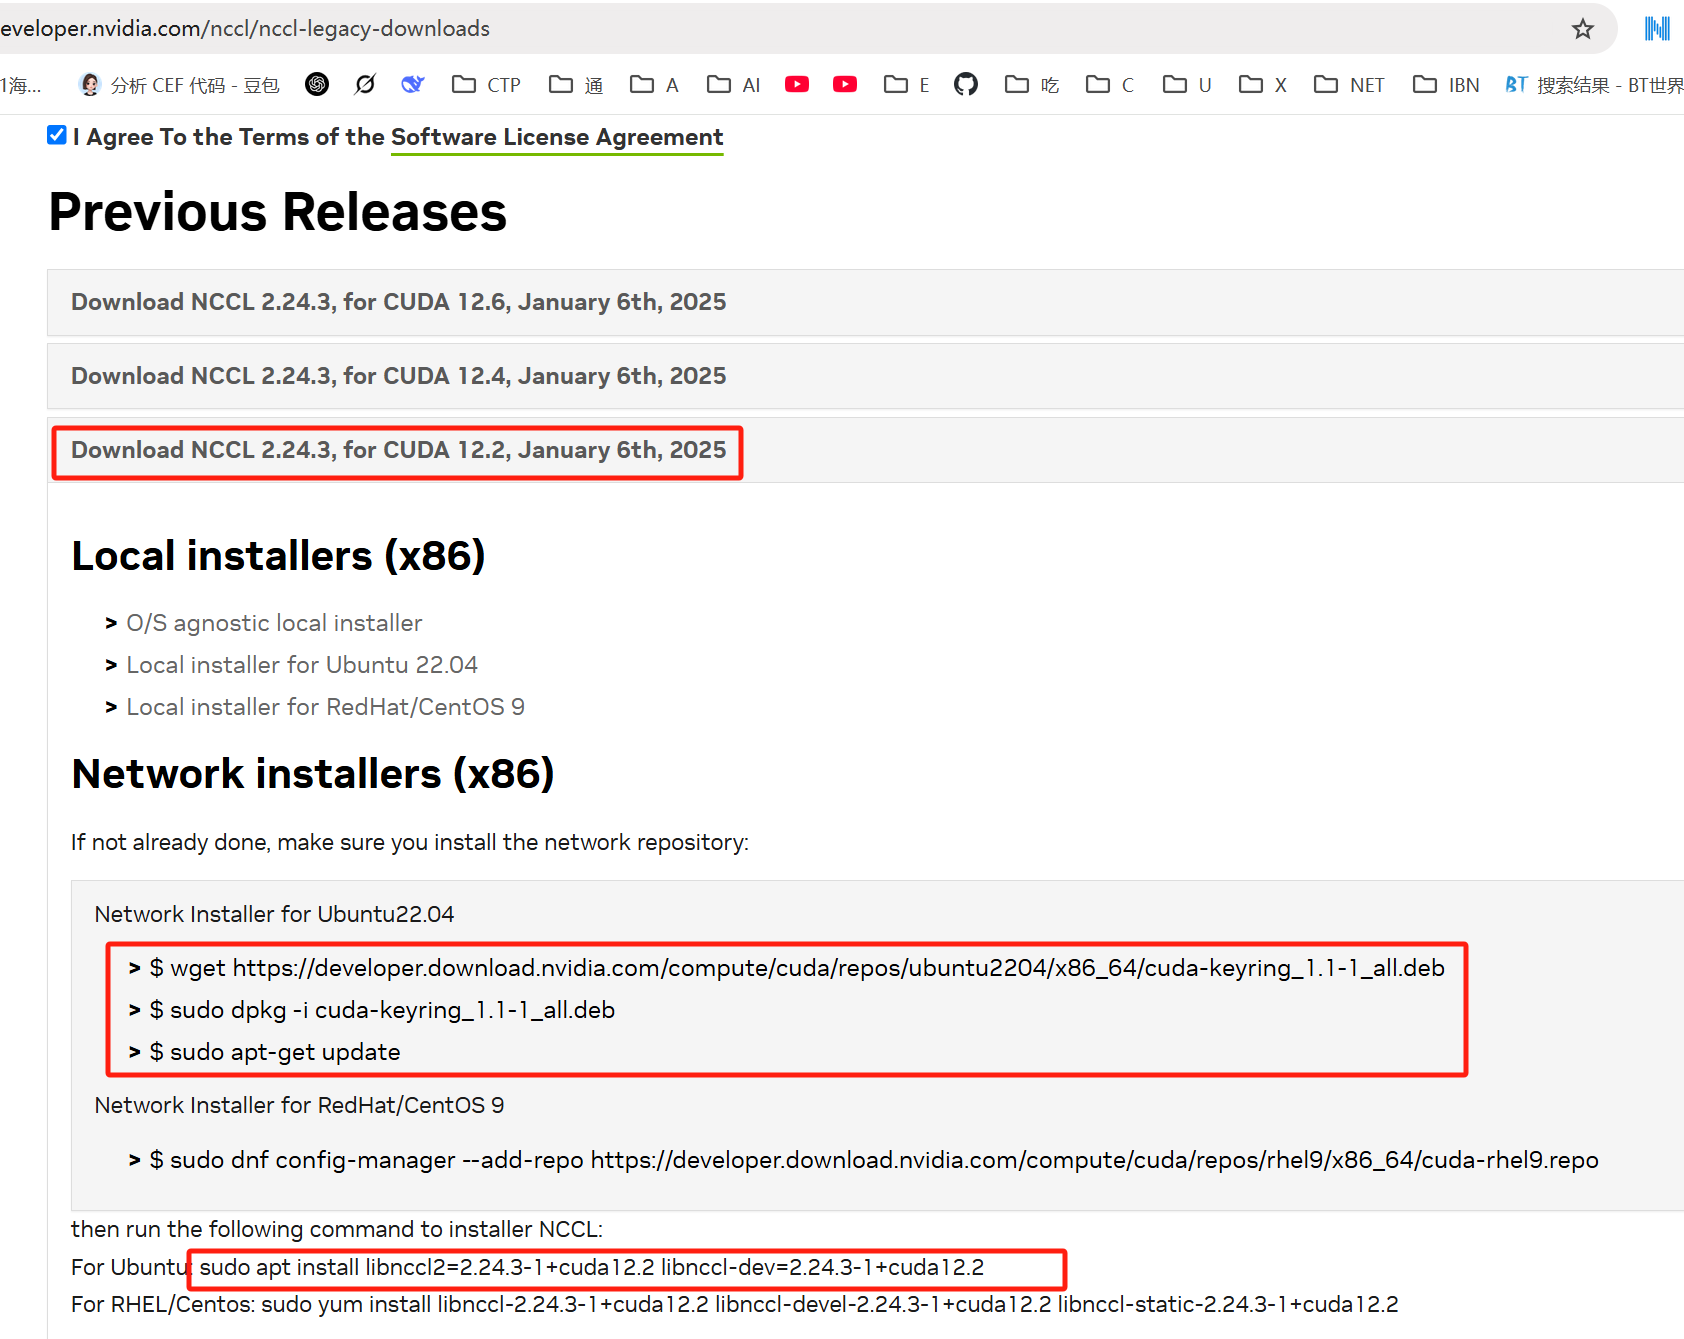 eveloper.nvidia.com/nccl/nccl-legacy-downloads
1海... 分析 CEF 代码 - 豆包 CTP 通 A AI E 吃 C U X NET IBN BT 搜索结果 - BT世界
I Agree To the Terms of the Software License Agreement
Previous Releases
Download NCCL 2.24.3, for CUDA 12.6, January 6th, 2025
Download NCCL 2.24.3, for CUDA 12.4, January 6th, 2025
Download NCCL 2.24.3, for CUDA 12.2, January 6th, 2025
Local installers (x86)
> O/S agnostic local installer
> Local installer for Ubuntu 22.04
> Local installer for RedHat/CentOS 9
Network installers (x86)
If not already done, make sure you install the network repository:
Network Installer for Ubuntu22.04
> $ wget https://developer.download.nvidia.com/compute/cuda/repos/ubuntu2204/x86_64/cuda-keyring_1.1-1_all.deb
> $ sudo dpkg -i cuda-keyring_1.1-1_all.deb
> $ sudo apt-get update
Network Installer for RedHat/CentOS 9
> $ sudo dnf config-manager --add-repo https://developer.download.nvidia.com/compute/cuda/repos/rhel9/x86_64/cuda-rhel9.repo
then run the following command to installer NCCL:
For Ubuntu: sudo apt install libnccl2=2.24.3-1+cuda12.2 libnccl-dev=2.24.3-1+cuda12.2
For RHEL/Centos: sudo yum install libnccl-2.24.3-1+cuda12.2 libnccl-devel-2.24.3-1+cuda12.2 libnccl-static-2.24.3-1+cuda12.2